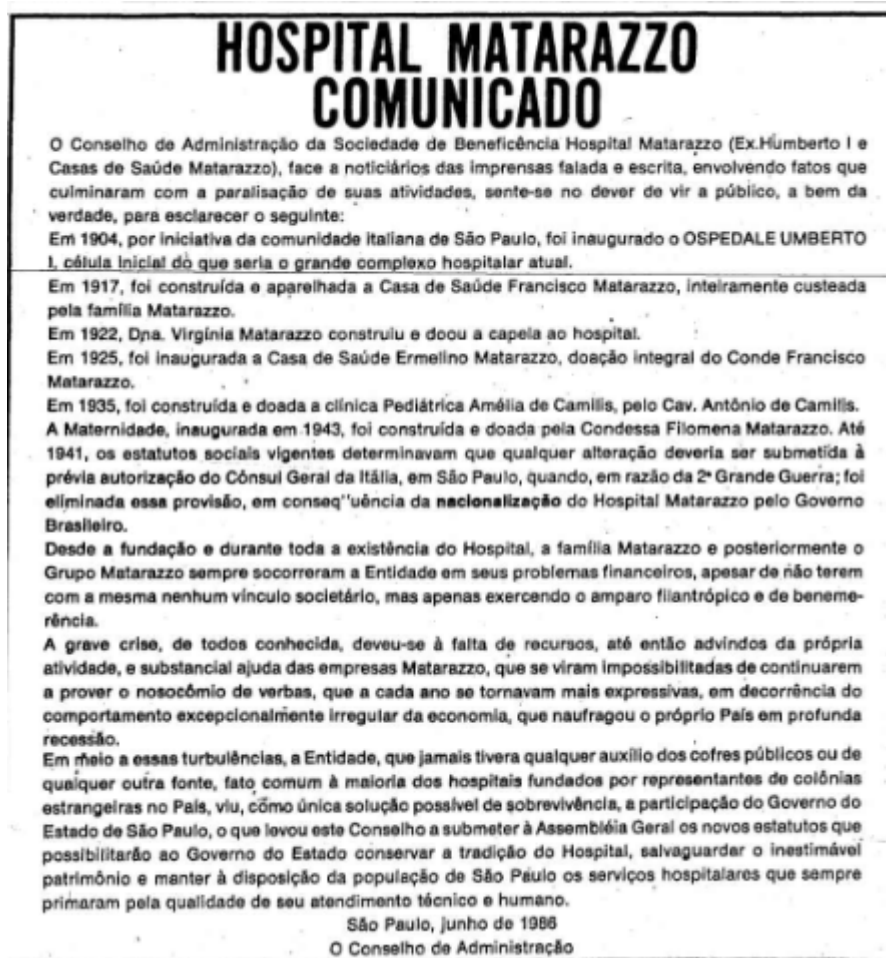 HOSPITAL MATARAZZO
COMUNICADO
O Conselho de Administração da Sociedade de Beneficência Hospital Matarazzo (Ex.Humberto I e
Casas de Saúde Matarazzo), face a noticiários das imprensas falada e escrita, envolvendo fatos que
culminaram com a paralisação de suas atividades, sente-se no dever de vir a público, a bem da
verdade, para esclarecer o seguinte:
Em 1904, por iniciativa da comunidade italiana de São Paulo, foi inaugurado o OSPEDALE UMBERTO
I, célula inicial do que seria o grande complexo hospitalar atual.
Em 1917, foi construída e aparelhada a Casa de Saúde Francisco Matarazzo, inteiramente custeada
pela família Matarazzo.
Em 1922, Dna. Virgínia Matarazzo construiu e doou a capela ao hospital.
Em 1925, foi inaugurada a Casa de Saúde Ermelino Matarazzo, doação integral do Conde Francisco
Matarazzo.
Em 1935, foi construída e doada a clínica Pediátrica Amélia de Camilis, pelo Cav. Antônio de Camilis.
A Maternidade, inaugurada em 1943, foi construída e doada pela Condessa Filomena Matarazzo. Até
1941, os estatutos sociais vigentes determinavam que qualquer alteração deveria ser submetida à
prévia autorização do Cônsul Geral da Itália, em São Paulo, quando, em razão da 2ª Grande Guerra; foi
eliminada essa provisão, em conseq"uência da nacionalização do Hospital Matarazzo pelo Governo
Brasileiro.
Desde a fundação e durante toda a existência do Hospital, a família Matarazzo e posteriormente o
Grupo Matarazzo sempre socorreram a Entidade em seus problemas financeiros, apesar de não terem
com a mesma nenhum vínculo societário, mas apenas exercendo o amparo filantrópico e de beneme-
rência.
A grave crise, de todos conhecida, deveu-se à falta de recursos, até então advindos da própria
atividade, e substancial ajuda das empresas Matarazzo, que se viram impossibilitadas de continuarem
a prover o nosocômio de verbas, que a cada ano se tornavam mais expressivas, em decorrência do
comportamento excepcionalmente irregular da economia, que naufragou o próprio País em profunda
recessão.
Em meio a essas turbulências, a Entidade, que jamais tivera qualquer auxílio dos cofres públicos ou de
qualquer outra fonte, fato comum à maioria dos hospitais fundados por representantes de colônias
estrangeiras no País, viu, como única solução possível de sobrevivência, a participação do Governo do
Estado de São Paulo, o que levou este Conselho a submeter à Assembléia Geral os novos estatutos que
possibilitarão ao Governo do Estado conservar a tradição do Hospital, salvaguardar o inestimável
patrimônio e manter à disposição da população de São Paulo os serviços hospitalares que sempre
primaram pela qualidade de seu atendimento técnico e humano.
São Paulo, junho de 1986
O Conselho de Administração